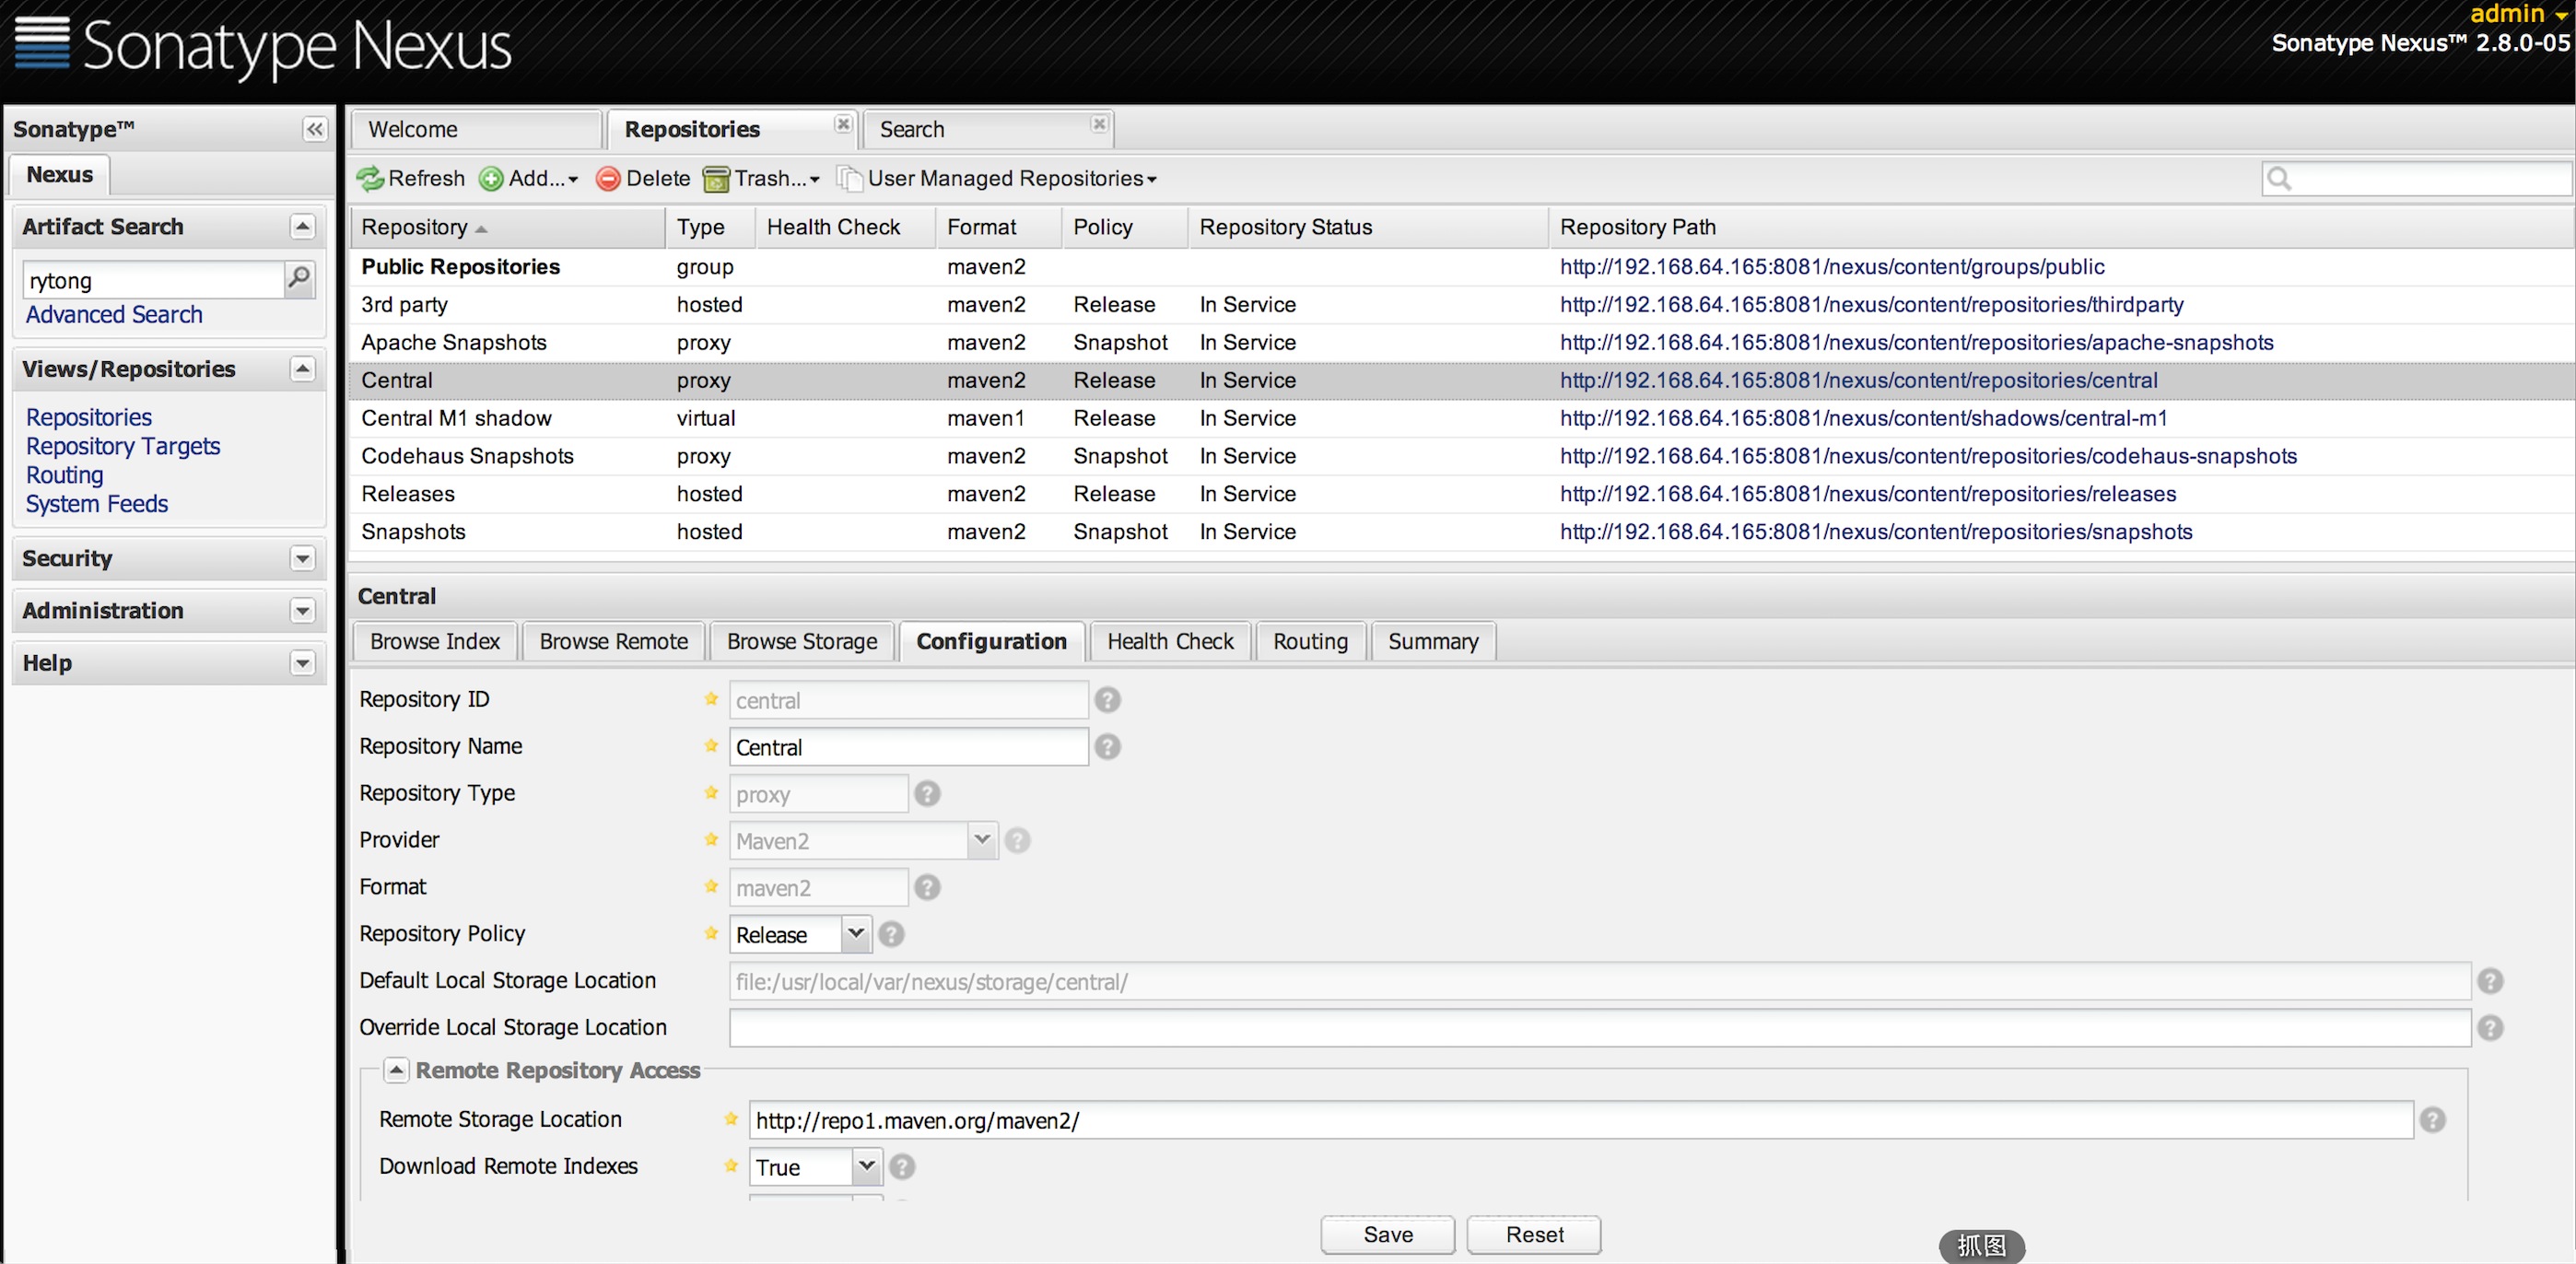 Sonatype Nexus
admin
Sonatype Nexus™ 2.8.0-05
Sonatype™
Nexus
Artifact Search
rytong
Advanced Search
Views/Repositories
Repositories
Repository Targets
Routing
System Feeds
Security
Administration
Help
Welcome Repositories Search
Refresh Add... Delete Trash... User Managed Repositories
Repository Type Health Check Format Policy Repository Status Repository Path
Public Repositories group maven2 http://192.168.64.165:8081/nexus/content/groups/public
3rd party hosted maven2 Release In Service http://192.168.64.165:8081/nexus/content/repositories/thirdparty
Apache Snapshots proxy maven2 Snapshot In Service http://192.168.64.165:8081/nexus/content/repositories/apache-snapshots
Central proxy maven2 Release In Service http://192.168.64.165:8081/nexus/content/repositories/central
Central M1 shadow virtual maven1 Release In Service http://192.168.64.165:8081/nexus/content/shadows/central-m1
Codehaus Snapshots proxy maven2 Snapshot In Service http://192.168.64.165:8081/nexus/content/repositories/codehaus-snapshots
Releases hosted maven2 Release In Service http://192.168.64.165:8081/nexus/content/repositories/releases
Snapshots hosted maven2 Snapshot In Service http://192.168.64.165:8081/nexus/content/repositories/snapshots
Central
Browse Index Browse Remote Browse Storage Configuration Health Check Routing Summary
Repository ID central
Repository Name Central
Repository Type proxy
Provider Maven2
Format maven2
Repository Policy Release
Default Local Storage Location file:/usr/local/var/nexus/storage/central/
Override Local Storage Location
Remote Repository Access
Remote Storage Location http://repo1.maven.org/maven2/
Download Remote Indexes True
Save Reset
抓图